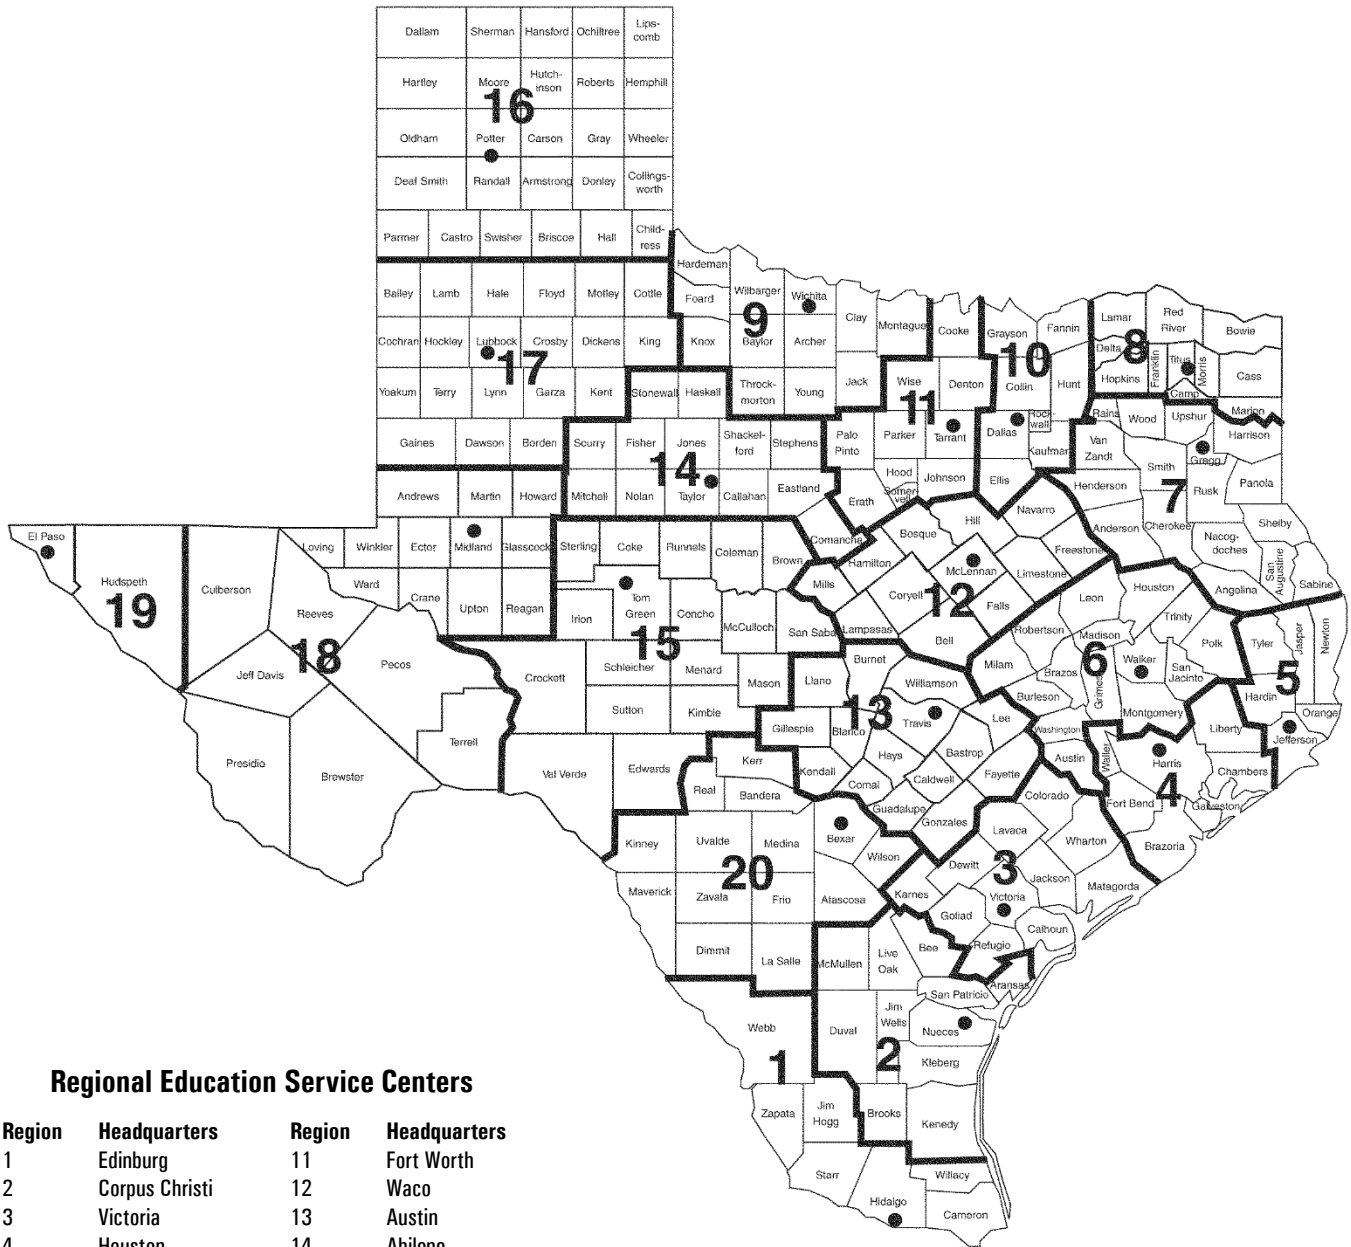 Dallam Sherman Hansford Ochiltree Lips-
comb
Hartley Moore Hutch-
inson Roberts Hemphill
16
Oldham Potter Carson Gray Wheeler
Deaf Smith Randall Armstrong Donley Collings-
worth
Parmer Castro Swisher Briscoe Hall Child-
ress
Hardeman
Bailey Lamb Hale Floyd Motley Cottle Foard Wilbarger Wichita Clay Montague Cooke Grayson Fannin Lamar Red
River Bowie
9 10 8
Cochran Hockley Lubbock Crosby Dickens King Knox Baylor Archer Delta Franklin Titus Morris Cass
17
Yoakum Terry Lynn Garza Kent Stonewall Haskell Throck-
morton Young Jack Wise Denton Collin Hunt Hopkins Camp
11
Gaines Dawson Borden Scurry Fisher Jones Shackel-
ford Stephens Palo
Pinto Parker Tarrant Dallas Rock-
wall Kaufman Rains Wood Upshur Marion Harrison
14 Van
Zandt Gregg
Andrews Martin Howard Mitchell Nolan Taylor Callahan Eastland Erath Hood Somer-
vell Johnson Ellis Henderson Smith 7 Rusk Panola
El Paso Loving Winkler Ector Midland Glasscock Sterling Coke Runnels Coleman Brown Comanche Bosque Hill Navarro Anderson Cherokee Nacog-
doches Shelby
Hudspeth Culberson Ward Crane Upton Reagan Irion Tom
Green Concho McCulloch Mills Hamilton McLennan Limestone Freestone San
Augustine Sabine
19 Reeves 15 San Saba Lampasas Coryell 12 Falls Leon Houston Angelina
18 Bell Robertson Madison Trinity Polk Tyler Jasper Newton
Jeff Davis Pecos Crockett Schleicher Menard Mason Llano Burnet Williamson Milam Brazos 6 Walker San
Jacinto Hardin 5
Presidio Brewster Terrell Sutton Kimble Gillespie Blanco 13 Travis Lee Burleson Grimes Montgomery Liberty Orange
Val Verde Edwards Kerr Kendall Hays Bastrop Washington Jefferson
Real Bandera Comal Caldwell Fayette Austin Waller Harris Chambers
Kinney Uvalde Medina Bexar Guadalupe Gonzales Colorado Fort Bend 4 Galveston
20 Wilson Lavaca Wharton Brazoria
Maverick Zavala Frio Atascosa Karnes Dewitt 3 Jackson Matagorda
Goliad Victoria Calhoun
Dimmit La Salle McMullen Live
Oak Bee Refugio
Aransas
San Patricio
Webb Duval Jim
Wells Nueces
1 2 Kleberg
Zapata Jim
Hogg Brooks Kenedy
Starr Hidalgo Willacy
Cameron
Regional Education Service Centers
Region Headquarters Region Headquarters
1 Edinburg 11 Fort Worth
2 Corpus Christi 12 Waco
3 Victoria 13 Austin
4 Houston 14 Abilene